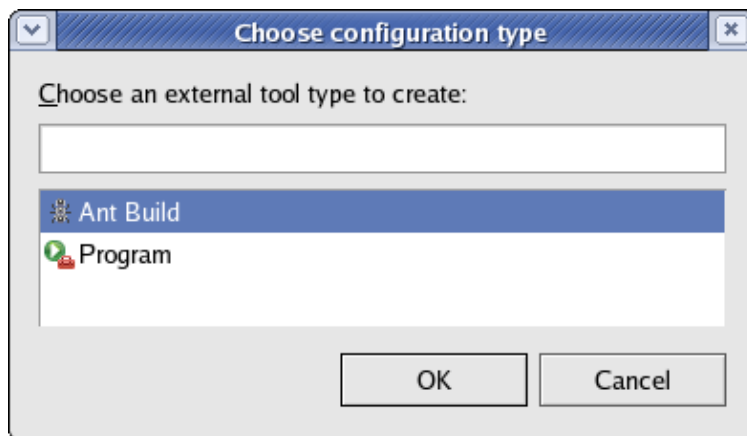 Choose configuration type
Choose an external tool type to create:
Ant Build
Program
OK
Cancel